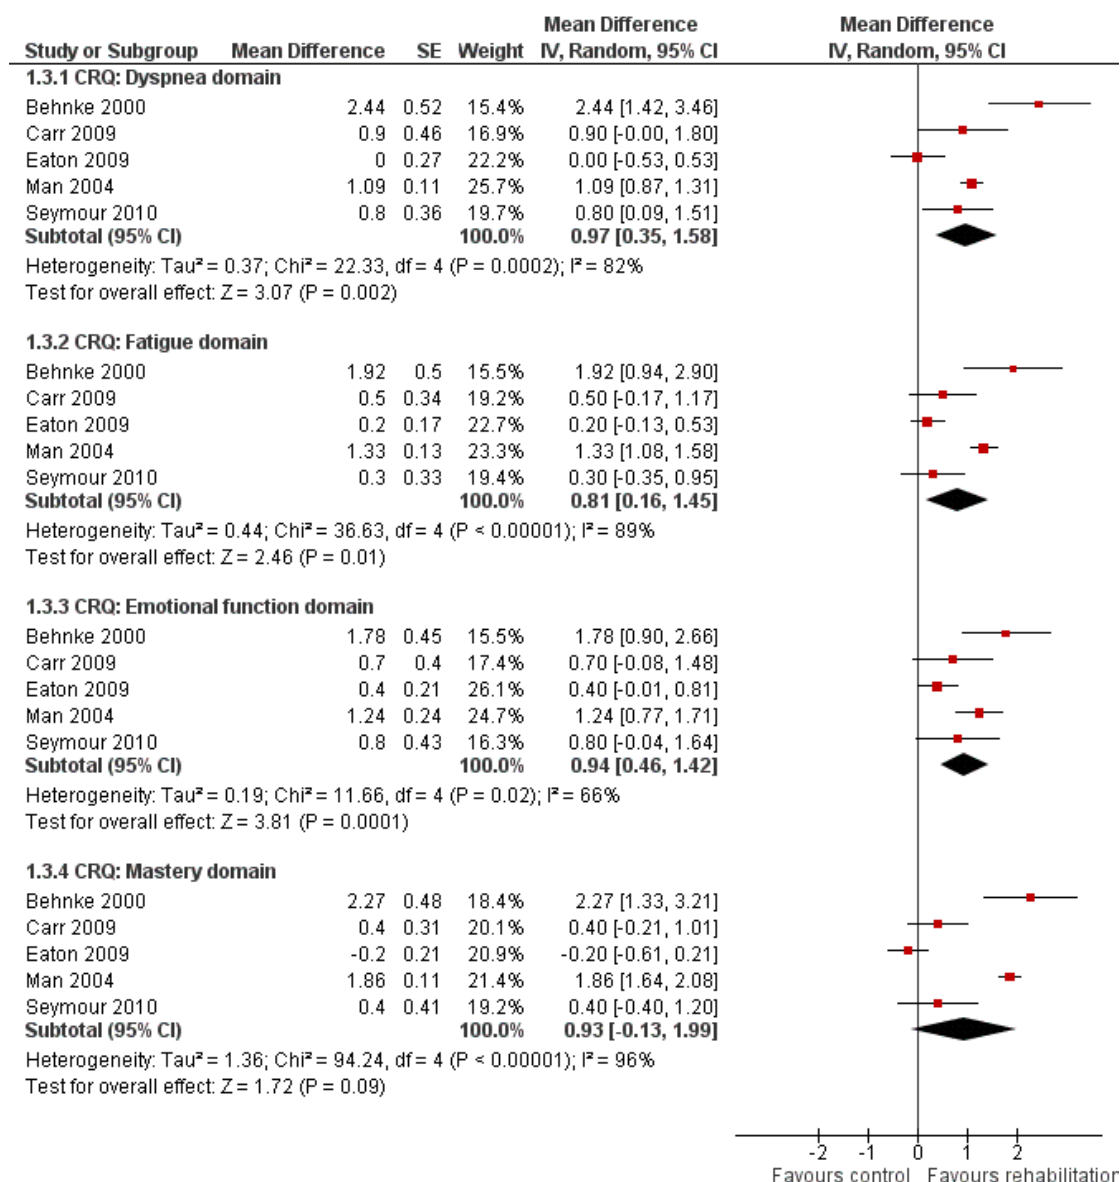 Mean Difference Mean Difference
Study or Subgroup Mean Difference SE Weight IV, Random, 95% CI IV, Random, 95% CI
1.3.1 CRQ: Dyspnea domain
Behnke 2000 2.44 0.52 15.4% 2.44 [1.42, 3.46]
Carr 2009 0.9 0.46 16.9% 0.90 [-0.00, 1.80]
Eaton 2009 0 0.27 22.2% 0.00 [-0.53, 0.53]
Man 2004 1.09 0.11 25.7% 1.09 [0.87, 1.31]
Seymour 2010 0.8 0.36 19.7% 0.80 [0.09, 1.51]
Subtotal (95% CI) 100.0% 0.97 [0.35, 1.58]
Heterogeneity: Tau² = 0.37; Chi² = 22.33, df = 4 (P = 0.0002); I² = 82%
Test for overall effect: Z = 3.07 (P = 0.002)
1.3.2 CRQ: Fatigue domain
Behnke 2000 1.92 0.5 15.5% 1.92 [0.94, 2.90]
Carr 2009 0.5 0.34 19.2% 0.50 [-0.17, 1.17]
Eaton 2009 0.2 0.17 22.7% 0.20 [-0.13, 0.53]
Man 2004 1.33 0.13 23.3% 1.33 [1.08, 1.58]
Seymour 2010 0.3 0.33 19.4% 0.30 [-0.35, 0.95]
Subtotal (95% CI) 100.0% 0.81 [0.16, 1.45]
Heterogeneity: Tau² = 0.44; Chi² = 36.63, df = 4 (P < 0.00001); I² = 89%
Test for overall effect: Z = 2.46 (P = 0.01)
1.3.3 CRQ: Emotional function domain
Behnke 2000 1.78 0.45 15.5% 1.78 [0.90, 2.66]
Carr 2009 0.7 0.4 17.4% 0.70 [-0.08, 1.48]
Eaton 2009 0.4 0.21 26.1% 0.40 [-0.01, 0.81]
Man 2004 1.24 0.24 24.7% 1.24 [0.77, 1.71]
Seymour 2010 0.8 0.43 16.3% 0.80 [-0.04, 1.64]
Subtotal (95% CI) 100.0% 0.94 [0.46, 1.42]
Heterogeneity: Tau² = 0.19; Chi² = 11.66, df = 4 (P = 0.02); I² = 66%
Test for overall effect: Z = 3.81 (P = 0.0001)
1.3.4 CRQ: Mastery domain
Behnke 2000 2.27 0.48 18.4% 2.27 [1.33, 3.21]
Carr 2009 0.4 0.31 20.1% 0.40 [-0.21, 1.01]
Eaton 2009 -0.2 0.21 20.9% -0.20 [-0.61, 0.21]
Man 2004 1.86 0.11 21.4% 1.86 [1.64, 2.08]
Seymour 2010 0.4 0.41 19.2% 0.40 [-0.40, 1.20]
Subtotal (95% CI) 100.0% 0.93 [-0.13, 1.99]
Heterogeneity: Tau² = 1.36; Chi² = 94.24, df = 4 (P < 0.00001); I² = 96%
Test for overall effect: Z = 1.72 (P = 0.09)
-2 -1 0 1 2
Favours control Favours rehabilitation